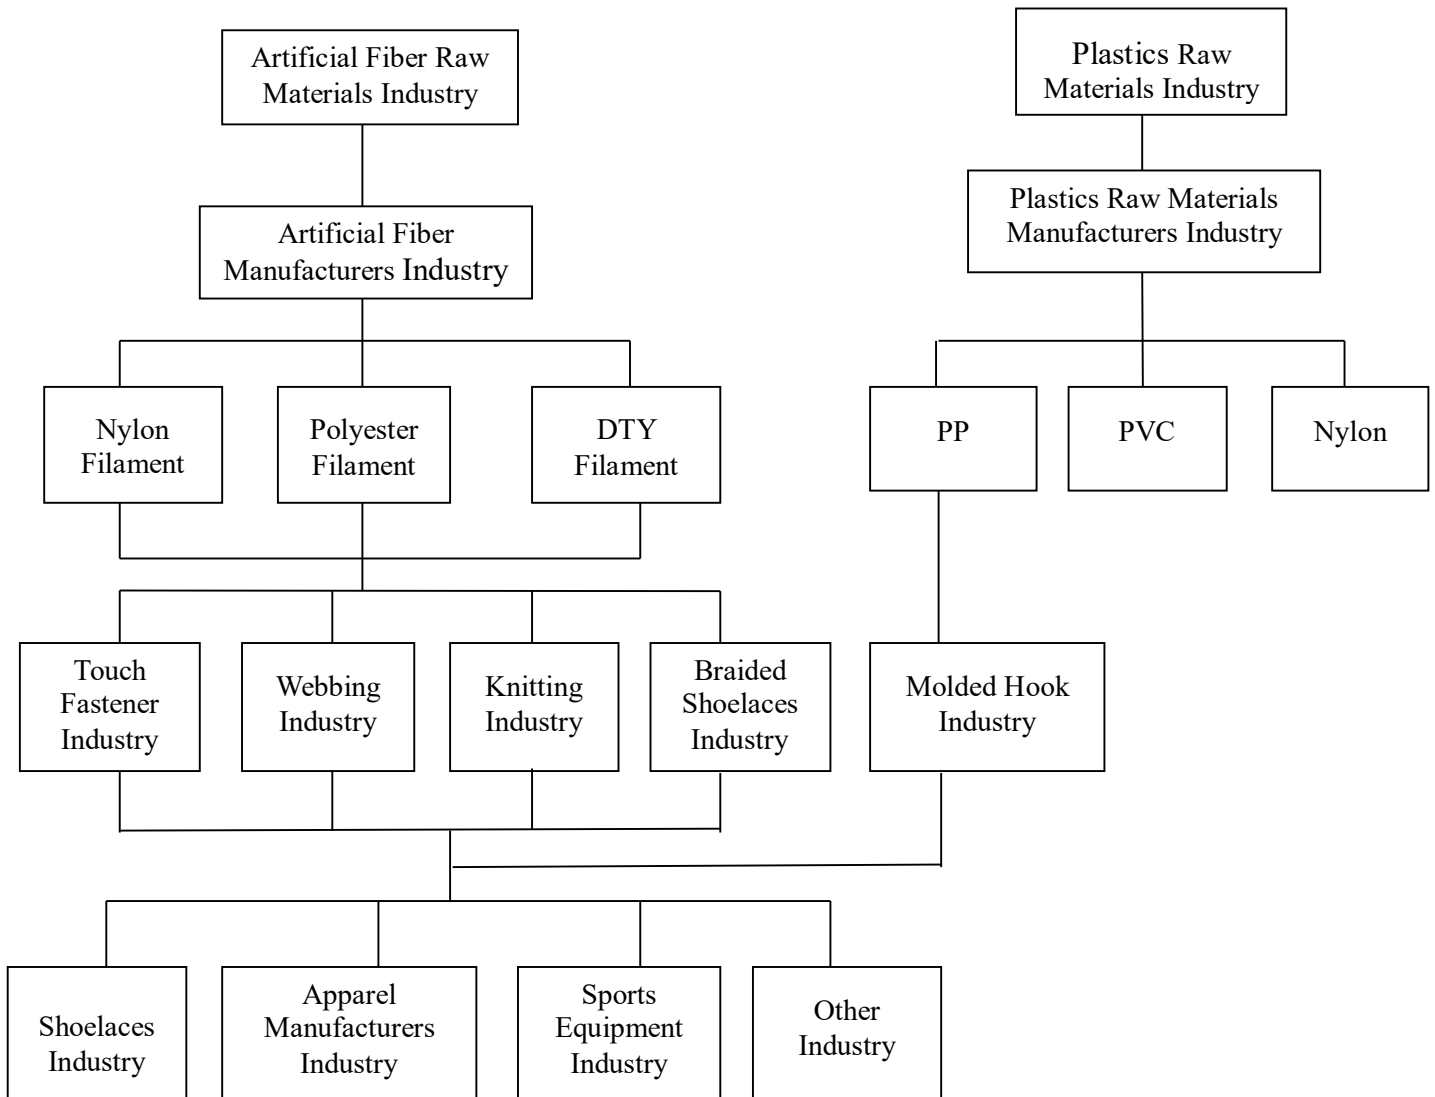 Artificial Fiber Raw
Materials Industry
Plastics Raw
Materials Industry
Artificial Fiber
Manufacturers Industry
Plastics Raw Materials
Manufacturers Industry
Nylon
Filament
Polyester
Filament
DTY
Filament
PP
PVC
Nylon
Touch
Fastener
Industry
Webbing
Industry
Knitting
Industry
Braided
Shoelaces
Industry
Molded Hook
Industry
Shoelaces
Industry
Apparel
Manufacturers
Industry
Sports
Equipment
Industry
Other
Industry